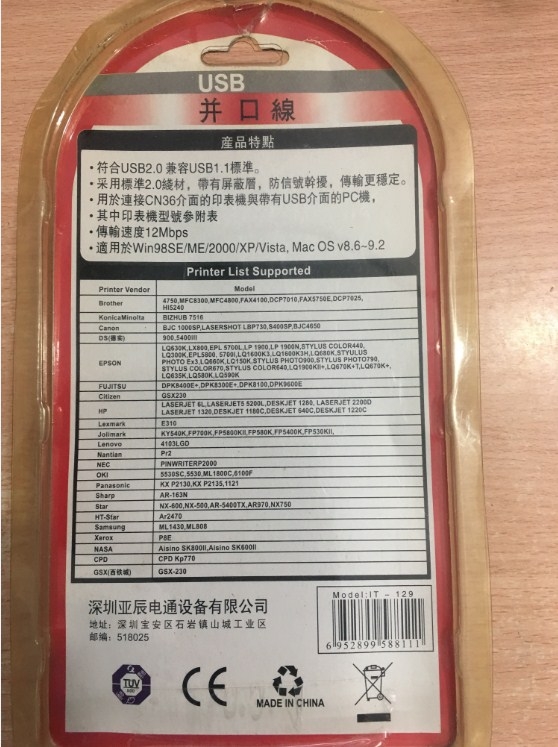 USB
并口線
産品特點
• 符合USB2.0 兼容USB1.1標準。
• 采用標準2.0綫材，帶有屏蔽層，防信號幹擾，傳輸更穩定。
• 用於連接CN36介面的印表機與帶有USB介面的PC機，
• 其中印表機型號參附表
• 傳輸速度12Mbps
• 適用於Win98SE/ME/2000/XP/Vista, Mac OS v8.6~9.2
Printer List Supported
Printer Vendor Model
Brother 4750,MFC8300,MFC4800,FAX4100,DCP7010,FAX5750E,DCP7025,
HI5240
KonicaMinolta BIZHUB 7516
Canon BJC 1000SP,LASERSHOT LBP730,S400SP,BJC4650
DS(得实) 900,5400III
LQ630K,LX800,EPL 5700L,LP 1900,LP 1900N,STYLUS COLOR440,
LQ300K,EPL5800, 5700I,LQ1600K3,LQ1600K3H,LQ680K,STYULUS
EPSON PHOTO Ex3,LQ660K,LQ150K,STYLUS PHOTO900,STYLUS PHOTO790,
STYLUS COLOR670,STYLUS COLOR640,LQ1900KII+,LQ670K+T,LQ670K+,
LQ635K,LQ580K,LQ590K
FUJITSU DPK8400E+,DPK8300E+,DPK8100,DPK9600E
Citizen GSX230
HP LASERJET 6L,LASERJET5 5200L,DESKJET 1280, LASERJET 2200D
LASERJET 1320,DESKJET 1180C,DESKJET 640C,DESKJET 1220C
Lexmark E310
Jolimark KY540K,FP700K,FP5800KII,FP580K,FP5400K,FP530KII,
Lenovo 4103LGD
Nantian Pr2
NEC PINWRITERP2000
OKI 5530SC,5530,ML1800C,6100F
Panasonic KX P2130,KX P2135,1121
Sharp AR-163N
Star NX-600,NX-500,AR-5400TX,AR970,NX750
HT-Star Ar2470
Samsung ML1430,ML808
Xerox P8E
NASA Aisino SK800II,Aisino SK600II
CPD CPD Kp770
GSX(西铁城) GSX-230
Model:IT - 129
深圳亚辰电通设备有限公司
地址: 深圳宝安区石岩镇山城工业区
邮编: 518025
6 952899 588111
TUV
CE
MADE IN CHINA